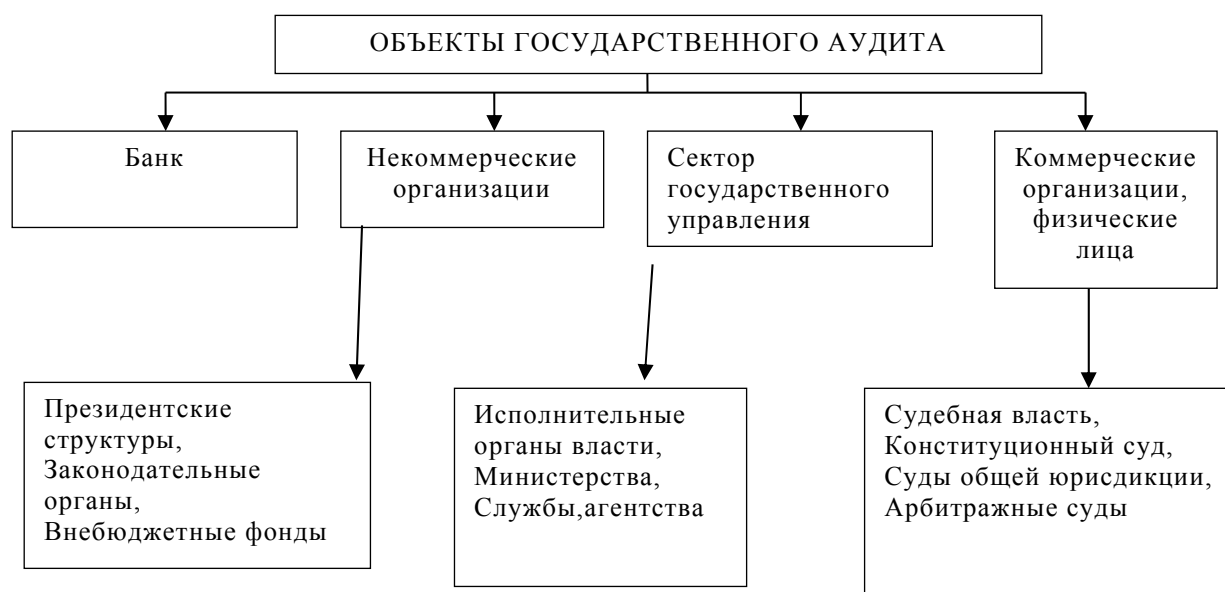 ОБЪЕКТЫ ГОСУДАРСТВЕННОГО АУДИТА
Банк
Некоммерческие
организации
Сектор
государственного
управления
Коммерческие
организации,
физические
лица
Президентские
структуры,
Законодательные
органы,
Внебюджетные фонды
Исполнительные
органы власти,
Министерства,
Службы,агентства
Судебная власть,
Конституционный суд,
Суды общей юрисдикции,
Арбитражные суды